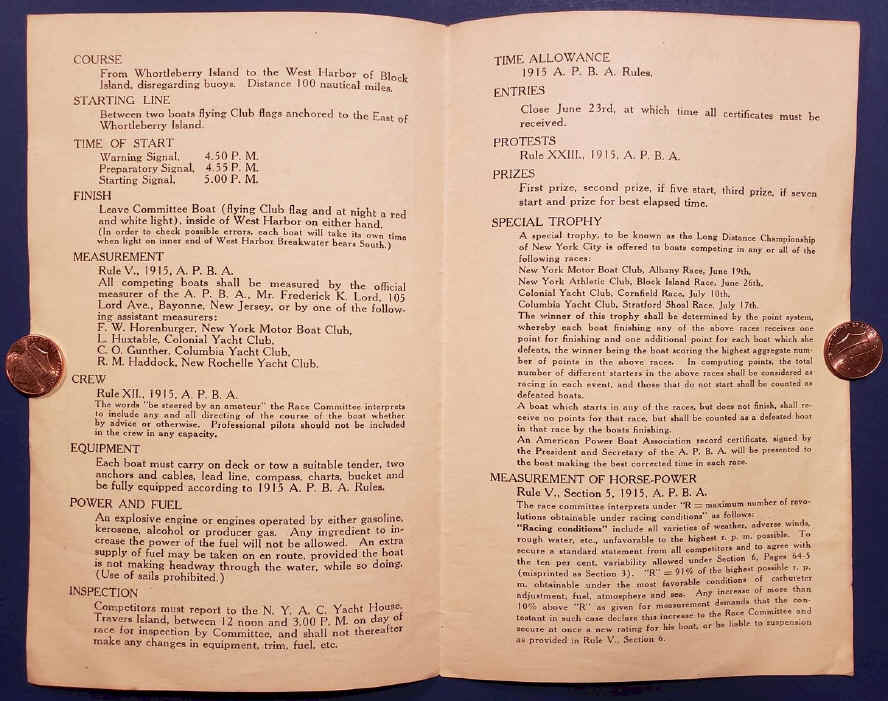 COURSE
From Whortleberry Island to the West Harbor of Block
Island, disregarding buoys. Distance 100 nautical miles.
STARTING LINE
Between two boats flying Club flags anchored to the East of
Whortleberry Island.
TIME OF START
Warning Signal, 4.50 P. M.
Preparatory Signal, 4.55 P. M.
Starting Signal, 5.00 P. M.
FINISH
Leave Committee Boat (flying Club flag and at night a red
and white light), inside of West Harbor on either hand.
(In order to check possible errors, each boat will take its own time
when light on inner end of West Harbor Breakwater bears South.)
MEASUREMENT
Rule V., 1915, A. P. B. A.
All competing boats shall be measured by the official
measurer of the A. P. B. A., Mr. Frederick K. Lord, 105
Lord Ave., Bayonne, New Jersey, or by one of the follow-
ing assistant measurers:
F. W. Horenburger, New York Motor Boat Club,
L. Huxtable, Colonial Yacht Club,
C. O. Gunther, Columbia Yacht Club,
R. M. Haddock, New Rochelle Yacht Club.
CREW
Rule XII., 1915, A. P. B. A.
The words "be steered by an amateur" the Race Committee interprets
to include any and all directing of the course of the boat whether
by advice or otherwise. Professional pilots should not be included
in the crew in any capacity.
EQUIPMENT
Each boat must carry on deck or tow a suitable tender, two
anchors and cables, lead line, compass, charts, bucket and
be fully equipped according to 1915 A. P. B. A. Rules.
POWER AND FUEL
An explosive engine or engines operated by either gasoline,
kerosene, alcohol or producer gas. Any ingredient to in-
crease the power of the fuel will not be allowed. An extra
supply of fuel may be taken on en route, provided the boat
is not making headway through the water, while so doing.
(Use of sails prohibited.)
INSPECTION
Competitors must report to the N. Y. A. C. Yacht House,
Travers Island, between 12 noon and 3.00 P. M. on day of
race for inspection by Committee, and shall not thereafter
make any changes in equipment, trim, fuel, etc.
TIME ALLOWANCE
1915 A. P. B. A. Rules.
ENTRIES
Close June 23rd, at which time all certificates must be
received.
PROTESTS
Rule XXIII., 1915, A. P. B. A.
PRIZES
First prize, second prize, if five start, third prize, if seven
start and prize for best elapsed time.
SPECIAL TROPHY
A special trophy, to be known as the Long Distance Championship
of New York City is offered to boats competing in any or all of the
following races:
New York Motor Boat Club, Albany Race, June 19th,
New York Athletic Club, Block Island Race, June 26th,
Colonial Yacht Club, Cornfield Race, July 10th,
Columbia Yacht Club, Stratford Shoal Race, July 17th.
The winner of this trophy shall be determined by the point system,
whereby each boat finishing any of the above races receives one
point for finishing and one additional point for each boat which she
defeats, the winner being the boat scoring the highest aggregate num-
ber of points in the above races. In computing points, the total
number of different starters in the above races shall be considered as
racing in each event, and those that do not start shall be counted as
defeated boats.
A boat which starts in any of the races, but does not finish, shall re-
ceive no points for that race, but shall be counted as a defeated boat
in that race by the boats finishing.
An American Power Boat Association record certificate, signed by
the President and Secretary of the A. P. B. A. will be presented to
the boat making the best corrected time in each race.
MEASUREMENT OF HORSE-POWER
Rule V., Section 5, 1915, A. P. B. A.
The race committee interprets under "R = maximum number of revo-
lutions obtainable under racing conditions" as follows:
"Racing conditions" include all varieties of weather, adverse winds,
rough water, etc., unfavorable to the highest r. p. m. possible. To
secure a standard statement from all competitors and to agree with
the ten per cent, variability allowed under Section 6, Pages 64-5
(misprinted as Section 3). "R" = 91% of the highest possible r. p.
m. obtainable under the most favorable conditions of carbureter
adjustment, fuel, atmosphere and sea. Any increase of more than
10% above "R" as given for measurement demands that the con-
testant in such case declare this increase to the Race Committee and
secure at once a new rating for his boat, or be liable to suspension
as provided in Rule V., Section 6.